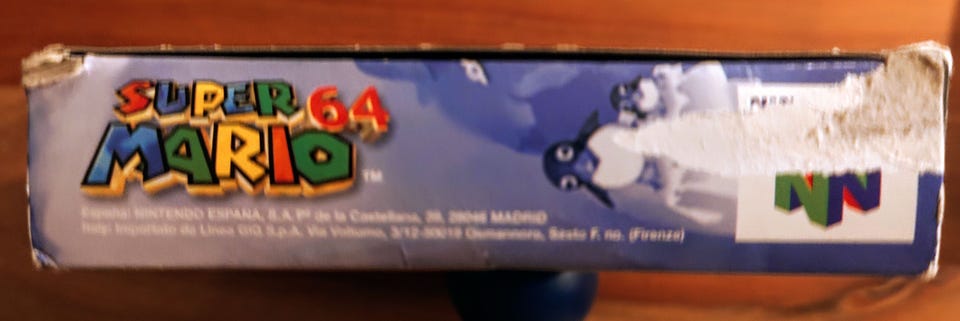 SUPER
MARIO 64 ™
España: NINTENDO ESPAÑA, S.A. Pº de la Castellana, 39, 28046 MADRID
Italy: Importato da Linea GIG S.p.A. Via Volturno, 3/12-50019 Osmannoro, Sesto F. no. (Firenze)
N